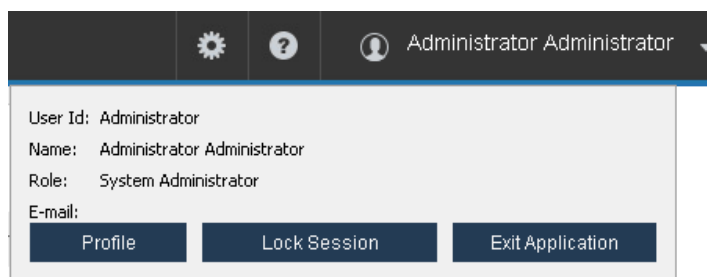 Administrator Administrator
User Id: Administrator
Name: Administrator Administrator
Role: System Administrator
E-mail:
Profile Lock Session Exit Application